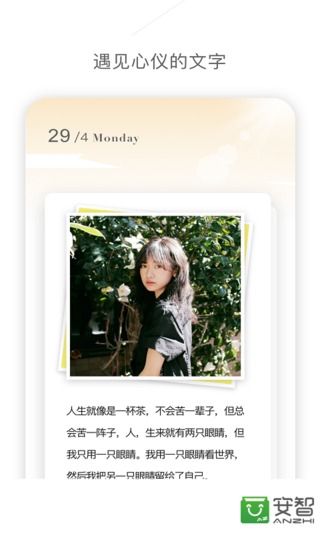 遇见心仪的文字
29 /4 Monday
人生就像是一杯茶，不会苦一辈子，但总
会苦一阵子，人，生来就有两只眼睛，但
我只用一只眼睛。我用一只眼睛看世界，
然后我把另一只眼睛留给了自己。
安智
ANZHI